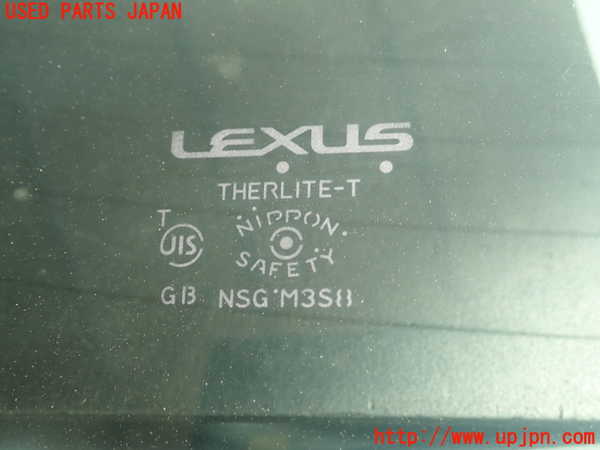 USED PARTS JAPAN
LEXUS
THERLITE-T
T
JIS
NIPPON
SAFETY
GB NSG M3S8
http://www.upjpn.com/